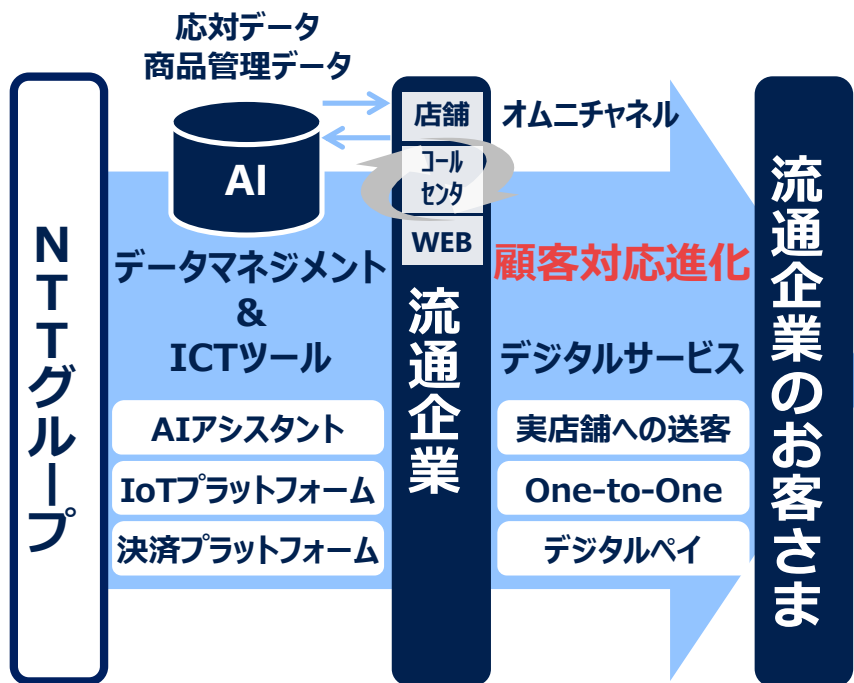 応対データ
商品管理データ
NTTグループ
AI
データマネジメント
&
ICTツール
AIアシスタント
IoTプラットフォーム
決済プラットフォーム
店舗
コール
センタ
WEB
流通企業
オムニチャネル
顧客対応進化
デジタルサービス
実店舗への送客
One-to-One
デジタルペイ
流通企業のお客さま